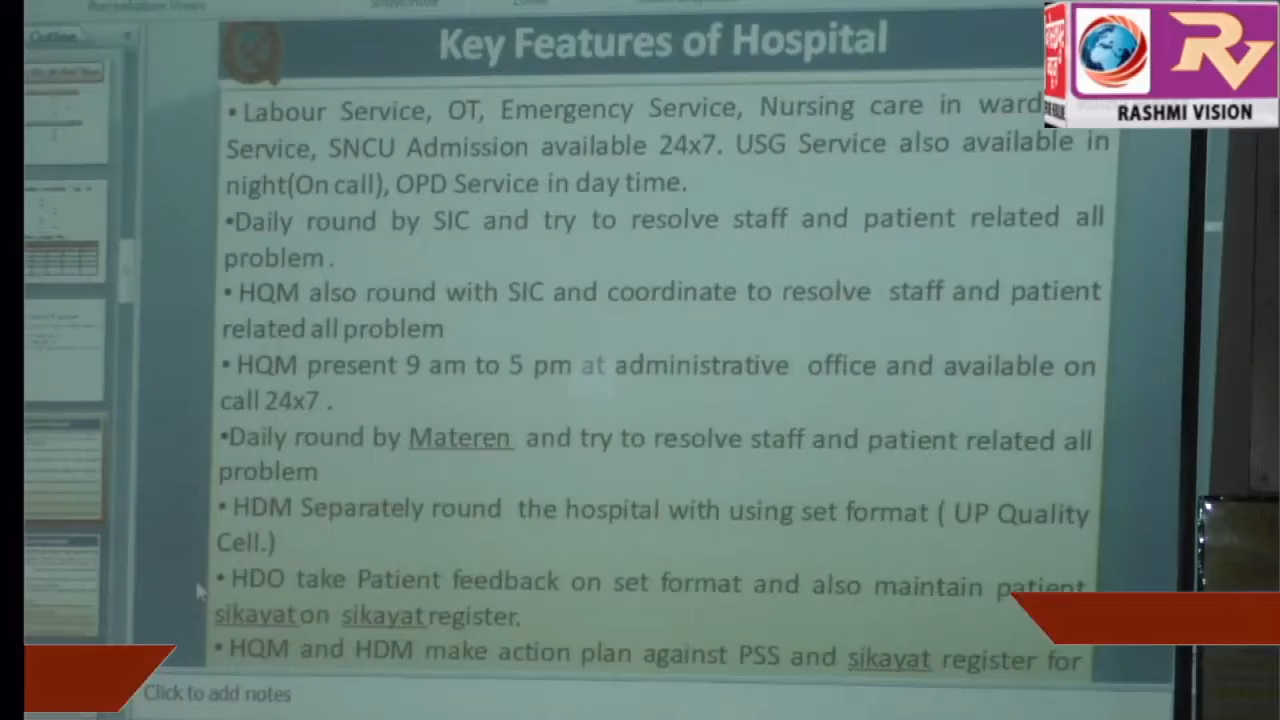 Presentation Views
Outline
Key Features of Hospital
RASHMI VISION
•Labour Service, OT, Emergency Service, Nursing care in ward
Service, SNCU Admission available 24x7. USG Service also available in
night(On call), OPD Service in day time.
•Daily round by SIC and try to resolve staff and patient related all
problem.
• HQM also round with SIC and coordinate to resolve staff and patient
related all problem
• HQM present 9 am to 5 pm at administrative office and available on
call 24x7 .
•Daily round by Materen and try to resolve staff and patient related all
problem
• HDM Separately round the hospital with using set format ( UP Quality
Cell.)
• HDO take Patient feedback on set format and also maintain patient
sikayat on sikayat register.
• HQM and HDM make action plan against PSS and sikayat register for
Click to add notes